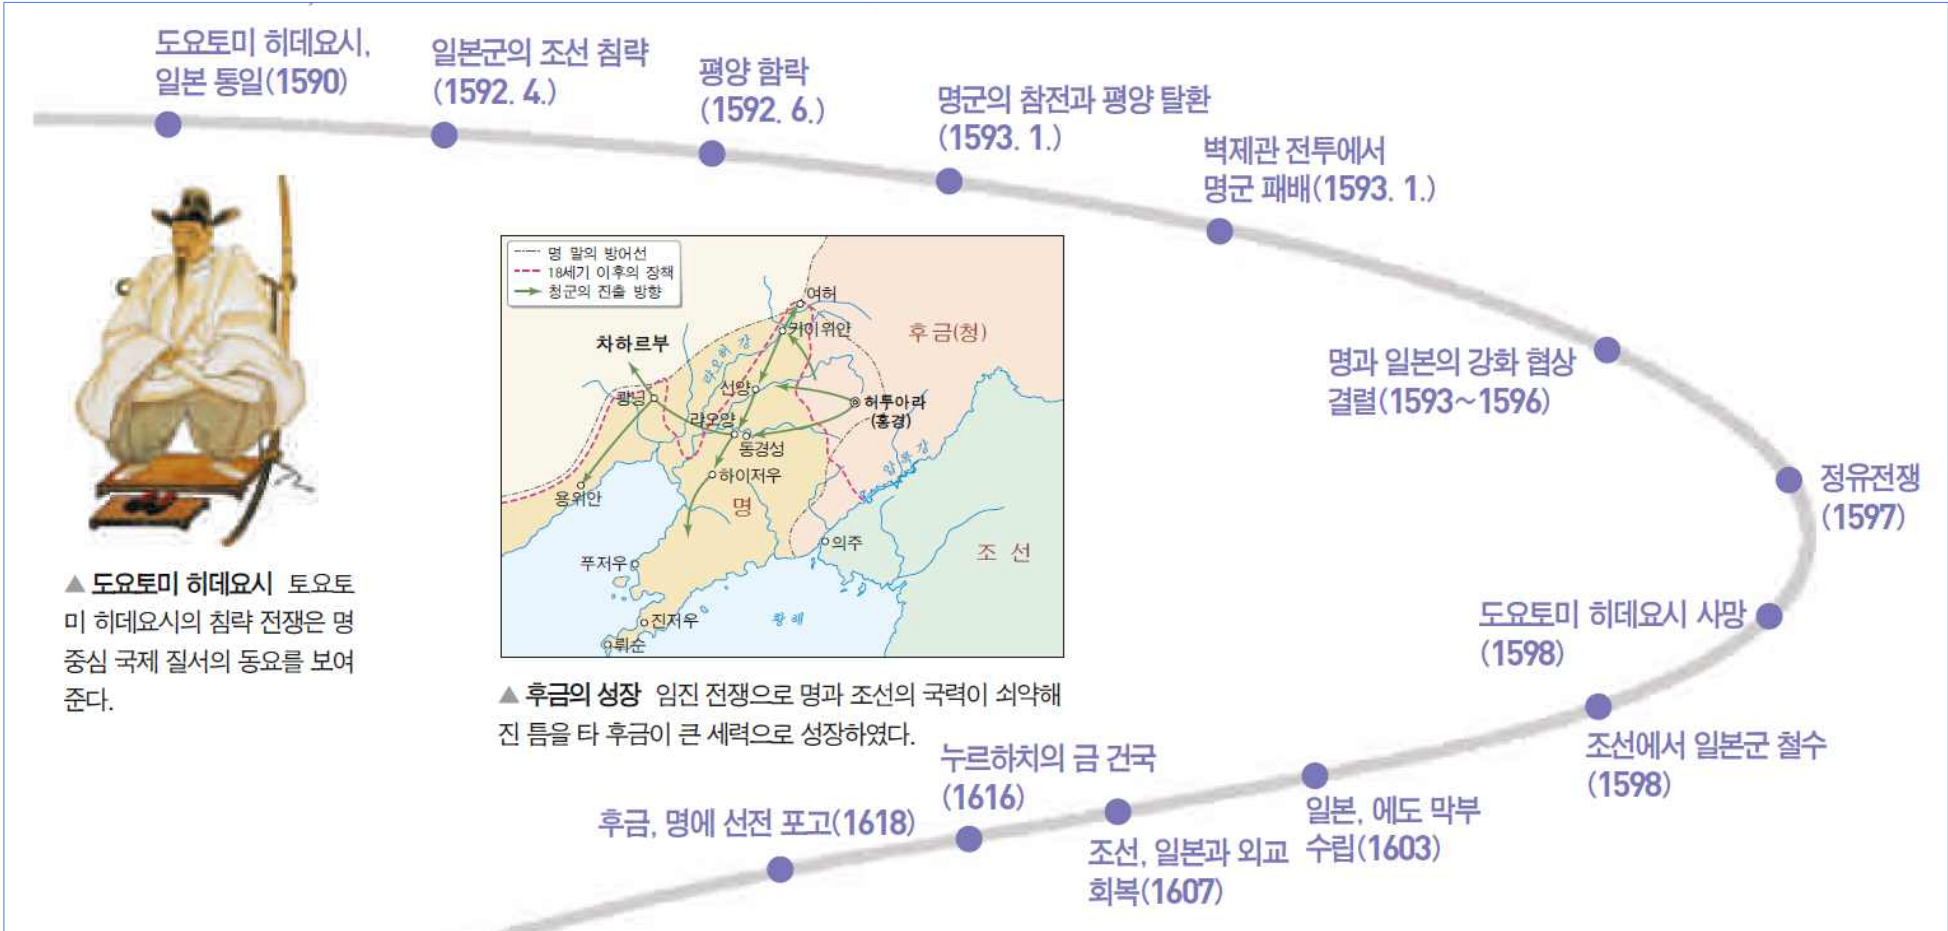 도요토미 히데요시,
일본 통일(1590)
일본군의 조선 침략
(1592. 4.)
평양 함락
(1592. 6.)
명군의 참전과 평양 탈환
(1593. 1.)
벽제관 전투에서
명군 패배(1593. 1.)
명과 일본의 강화 협상
결렬(1593~1596)
정유전쟁
(1597)
도요토미 히데요시 사망
(1598)
조선에서 일본군 철수
(1598)
일본, 에도 막부
수립(1603)
조선, 일본과 외교
회복(1607)
누르하치의 금 건국
(1616)
후금, 명에 선전 포고(1618)
▲ 도요토미 히데요시 토요토
미 히데요시의 침략 전쟁은 명
중심 국제 질서의 동요를 보여
준다.
명 말의 방어선
18세기 이후의 장책
청군의 진출 방향
여허
카이위안
후금(청)
차하르부
랴오허 강
선양
광닝
허투아라
(흥경)
랴오양
동경성
압록강
하이저우
용위안
명
의주
조선
푸저우
진저우
황해
뤼순
▲ 후금의 성장 임진 전쟁으로 명과 조선의 국력이 쇠약해
진 틈을 타 후금이 큰 세력으로 성장하였다.